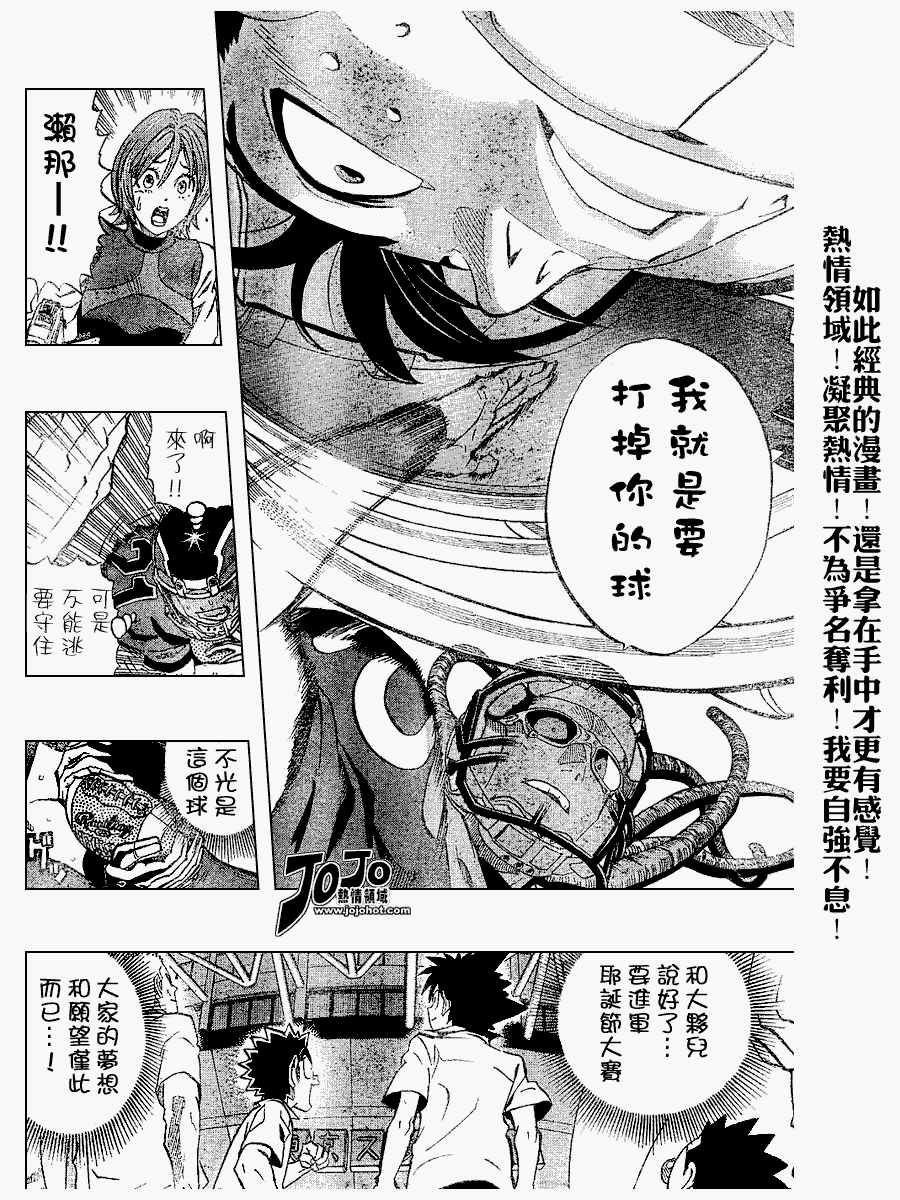 如此經典的漫畫！還是拿在手中才更有感覺！
熱情領域！凝聚熱情！不為爭名奪利！我要自強不息！
我就是要
打掉你的球
瀨那ー!!
啊
來了!!
可是
不能逃
要守住
不光是
這個球
JoJo
熱情領域
www.jojohot.com
和大夥兒
說好了…
要進軍
耶誕節大賽
大家的夢想
和願望僅此
而已…！
東京ス